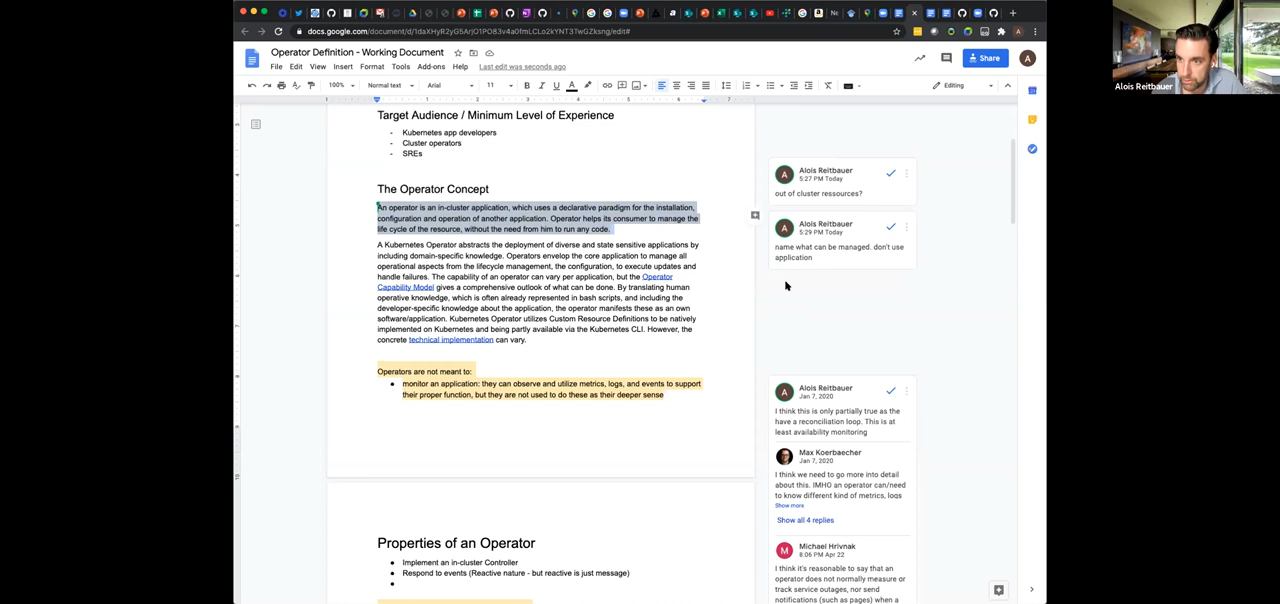 docs.google.com/document/d/1daXHyR2yG5ArjO1PO83v4a0fmLCLo2kYNT3TwGZksng/edit#
Operator Definition - Working Document
File Edit View Insert Format Tools Add-ons Help Last edit was seconds ago
Share
A
100% Normal text Arial 11 B I U A Editing
Target Audience / Minimum Level of Experience
- Kubernetes app developers
- Cluster operators
- SREs
The Operator Concept
An operator is an in-cluster application, which uses a declarative paradigm for the installation,
configuration and operation of another application. Operator helps its consumer to manage the
life cycle of the resource, without the need from him to run any code.
A Kubernetes Operator abstracts the deployment of diverse and state sensitive applications by
including domain-specific knowledge. Operators envelop the core application to manage all
operational aspects from the lifecycle management, the configuration, to execute updates and
handle failures. The capability of an operator can vary per application, but the Operator
Capability Model gives a comprehensive outlook of what can be done. By translating human
operative knowledge, which is often already represented in bash scripts, and including the
developer-specific knowledge about the application, the operator manifests these as an own
software/application. Kubernetes Operator utilizes Custom Resource Definitions to be natively
implemented on Kubernetes and being partly available via the Kubernetes CLI. However, the
concrete technical implementation can vary.
Operators are not meant to:
monitor an application: they can observe and utilize metrics, logs, and events to support
their proper function, but they are not used to do these as their deeper sense
Properties of an Operator
Implement an in-cluster Controller
Respond to events (Reactive nature - but reactive is just message)
A
Alois Reitbauer
5:27 PM Today
out of cluster ressources?
A
Alois Reitbauer
5:29 PM Today
name what can be managed. don't use
application
A
Alois Reitbauer
Jan 7, 2020
I think this is only partially true as the
have a reconciliation loop. This is at
least availability monitoring
Max Koerbaecher
Jan 7, 2020
I think we need to go more into detail
about this. IMHO an operator can/need
to know different kind of metrics, logs
Show more
Show all 4 replies
M
Michael Hrivnak
8:06 PM Apr 22
I think it's reasonable to say that an
operator does not normally measure or
track service outages, nor send
notifications (such as pages) when a
Alois Reitbauer